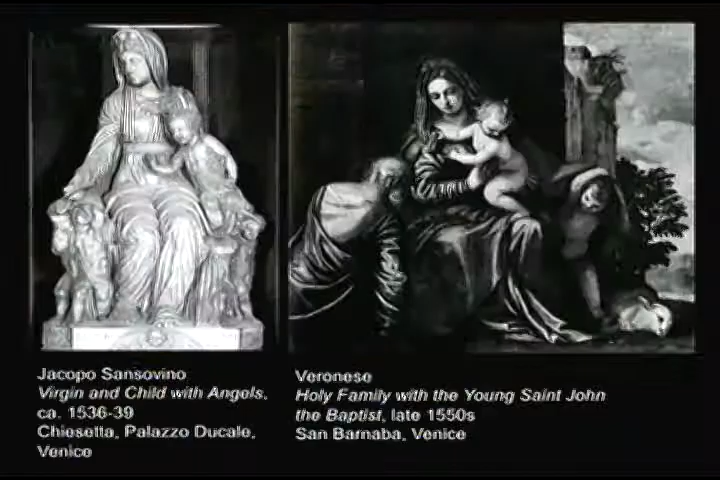 Jacopo Sansovino
Virgin and Child with Angels,
ca. 1536-39
Chiesetta, Palazzo Ducale,
Venice
Veronese
Holy Family with the Young Saint John
the Baptist, late 1550s
San Barnaba, Venice